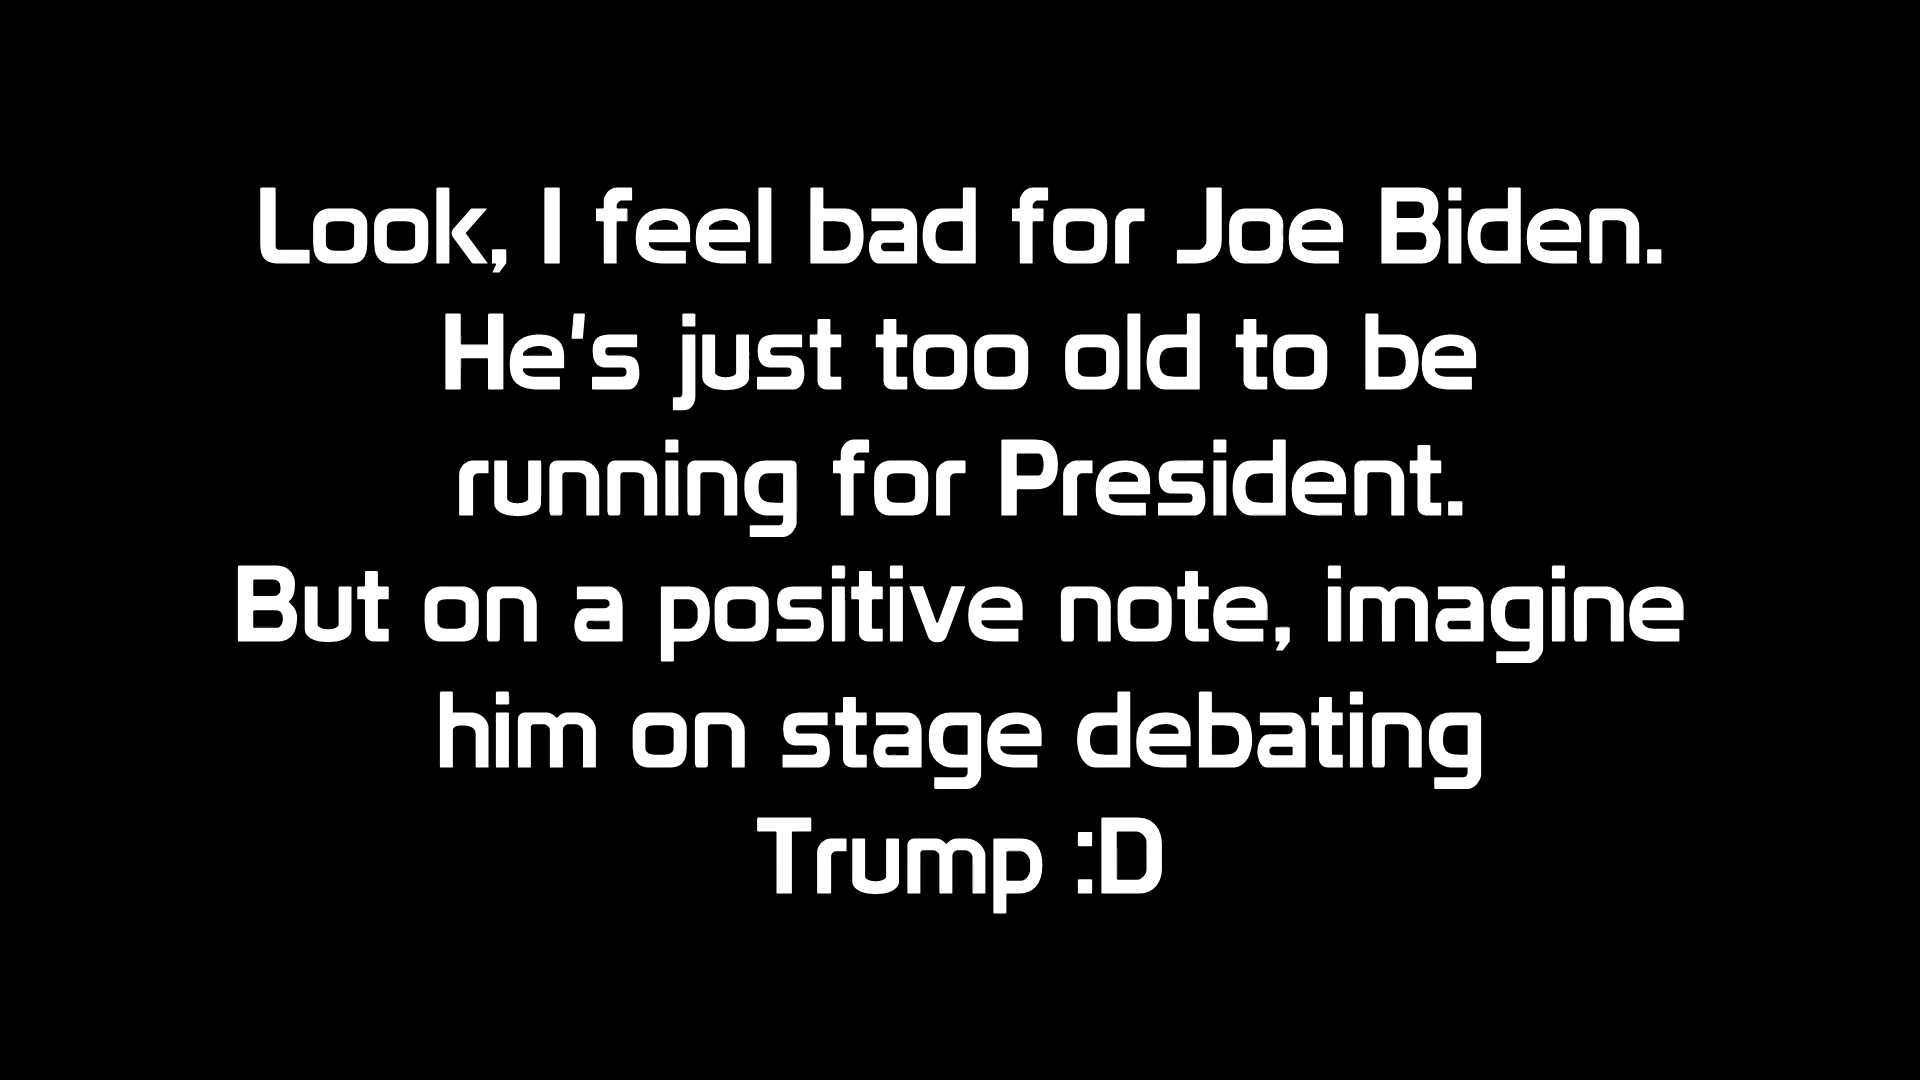 Look, I feel bad for Joe Biden.
He's just too old to be
running for President.
But on a positive note, imagine
him on stage debating
Trump :D